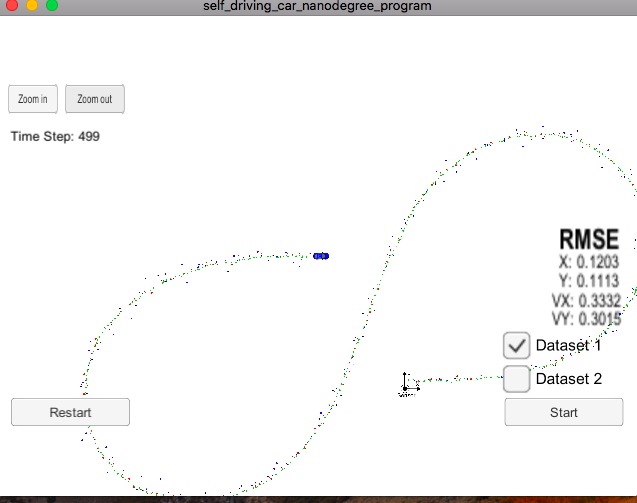 self_driving_car_nanodegree_program
Zoom in
Zoom out
Time Step: 499
RMSE
X: 0.1203
Y: 0.1113
VX: 0.3332
VY: 0.3015
Dataset 1
Dataset 2
Restart
Start